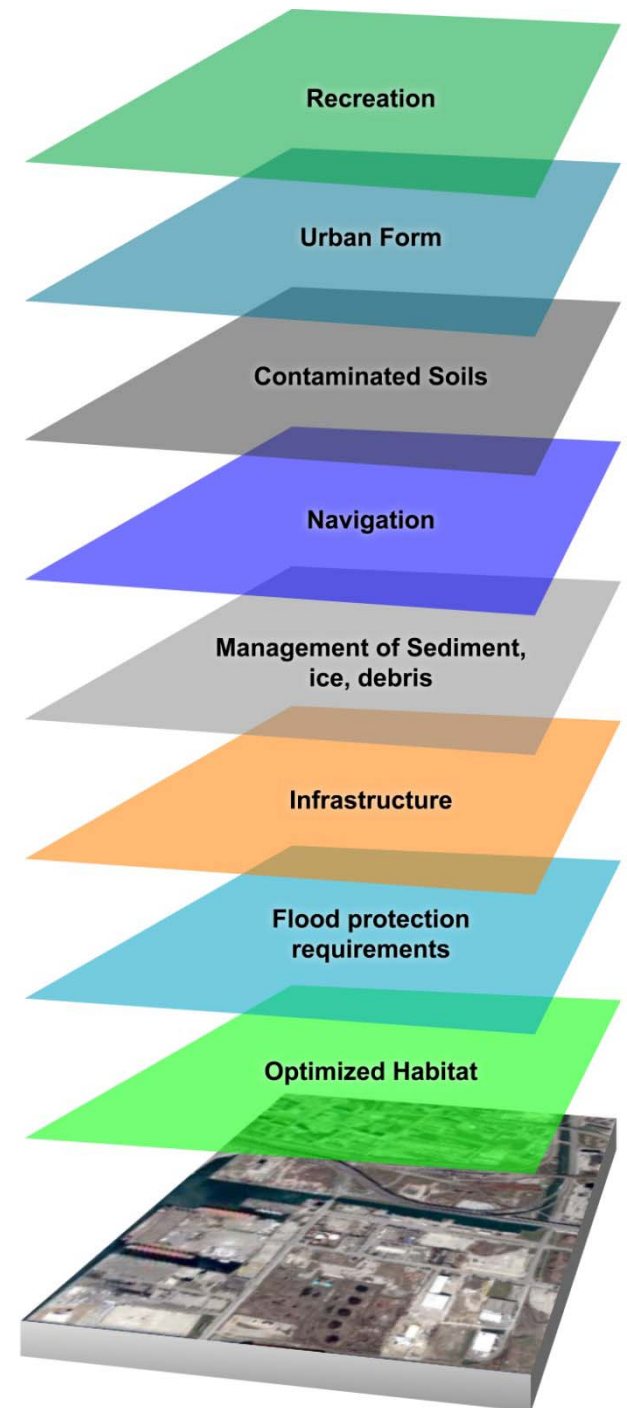 Recreation
Urban Form
Contaminated Soils
Navigation
Management of Sediment,
ice, debris
Infrastructure
Flood protection
requirements
Optimized Habitat